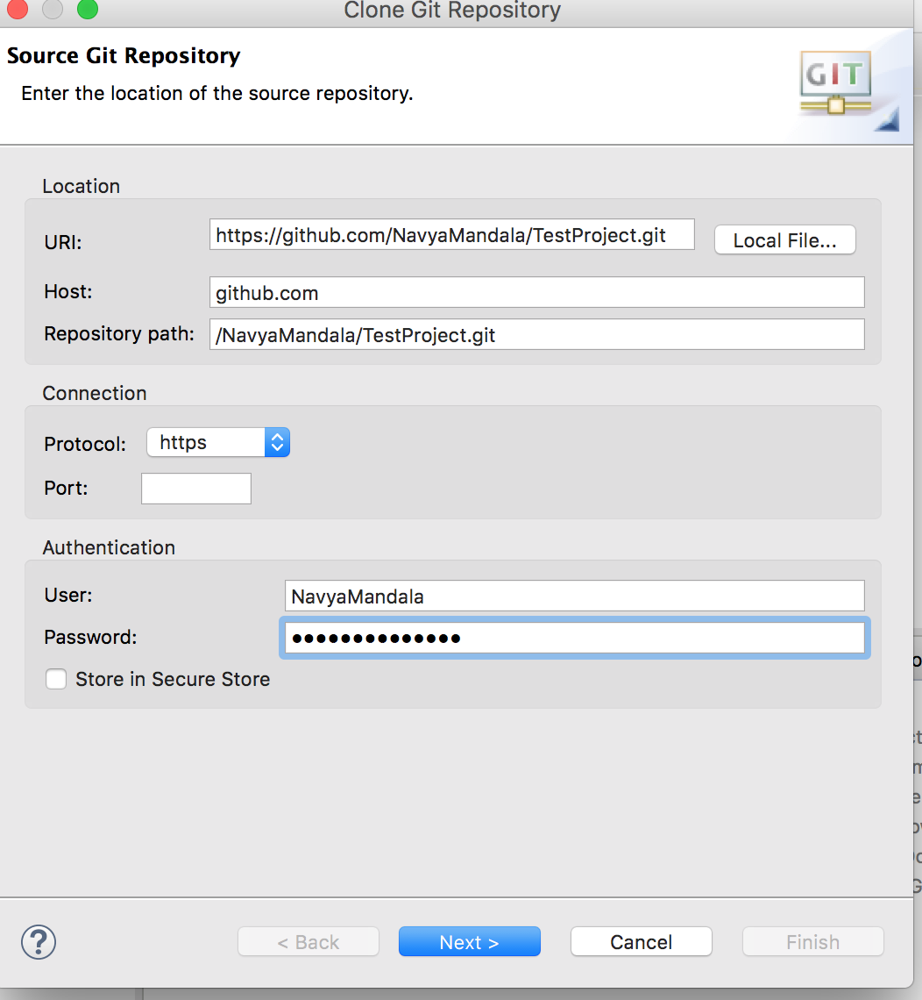 Clone Git Repository
Source Git Repository
Enter the location of the source repository.
GIT
Location
URI: https://github.com/NavyaMandala/TestProject.git Local File...
Host: github.com
Repository path: /NavyaMandala/TestProject.git
Connection
Protocol: https
Port:
Authentication
User: NavyaMandala
Password: ●●●●●●●●●●●●●●
Store in Secure Store
? < Back Next > Cancel Finish